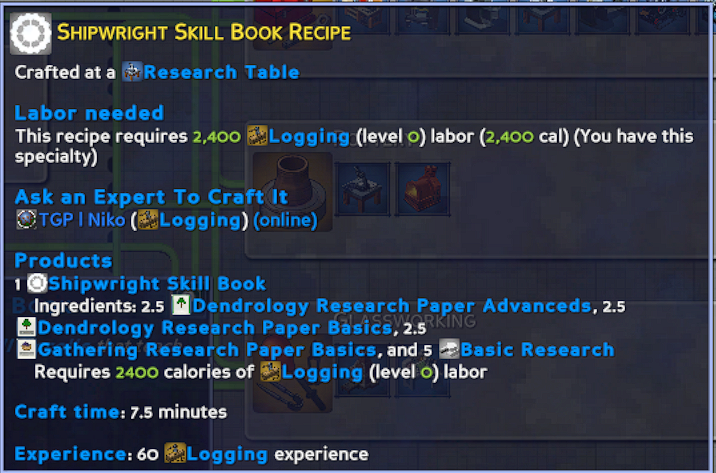 Shipwright Skill Book Recipe
Crafted at a Research Table
Labor needed
This recipe requires 2,400 Logging (level 0) labor (2,400 cal) (You have this
specialty)
Ask an Expert To Craft It
TGP | Niko (Logging) (online)
Products
1 Shipwright Skill Book
Ingredients: 2.5 Dendrology Research Paper Advanceds, 2.5
Dendrology Research Paper Basics, 2.5
Glassworking
Gathering Research Paper Basics, and 5 Basic Research
Requires 2400 calories of Logging (level 0) labor
Craft time: 7.5 minutes
Experience: 60 Logging experience